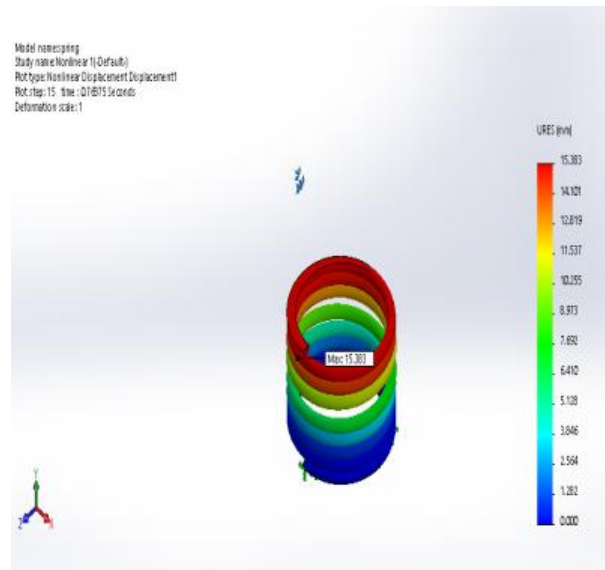 Model name:spring
Study name:Nonlinear 1(-Default-)
Plot type: Nonlinear Displacement Displacement1
Plot step: 15 time : Seconds
Deformation scale: 1
URES (mm)
15.383
14.101
12.819
11.537
10.255
8.973
7.692
6.410
5.128
3.846
2.564
1.282
0.000
Max: 15.383
Y
Z
X